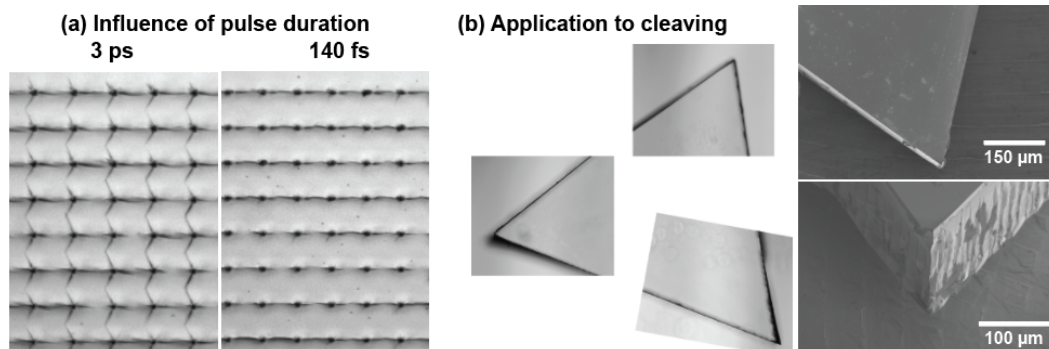 (a) Influence of pulse duration
3 ps 140 fs
(b) Application to cleaving
150 µm
100 µm